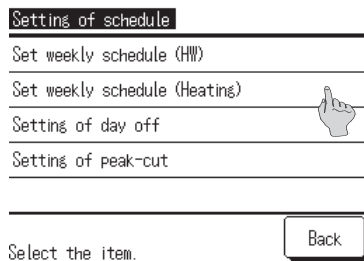 Setting of schedule
Set weekly schedule (HW)
Set weekly schedule (Heating)
Setting of day off
Setting of peak-cut
Select the item.
Back